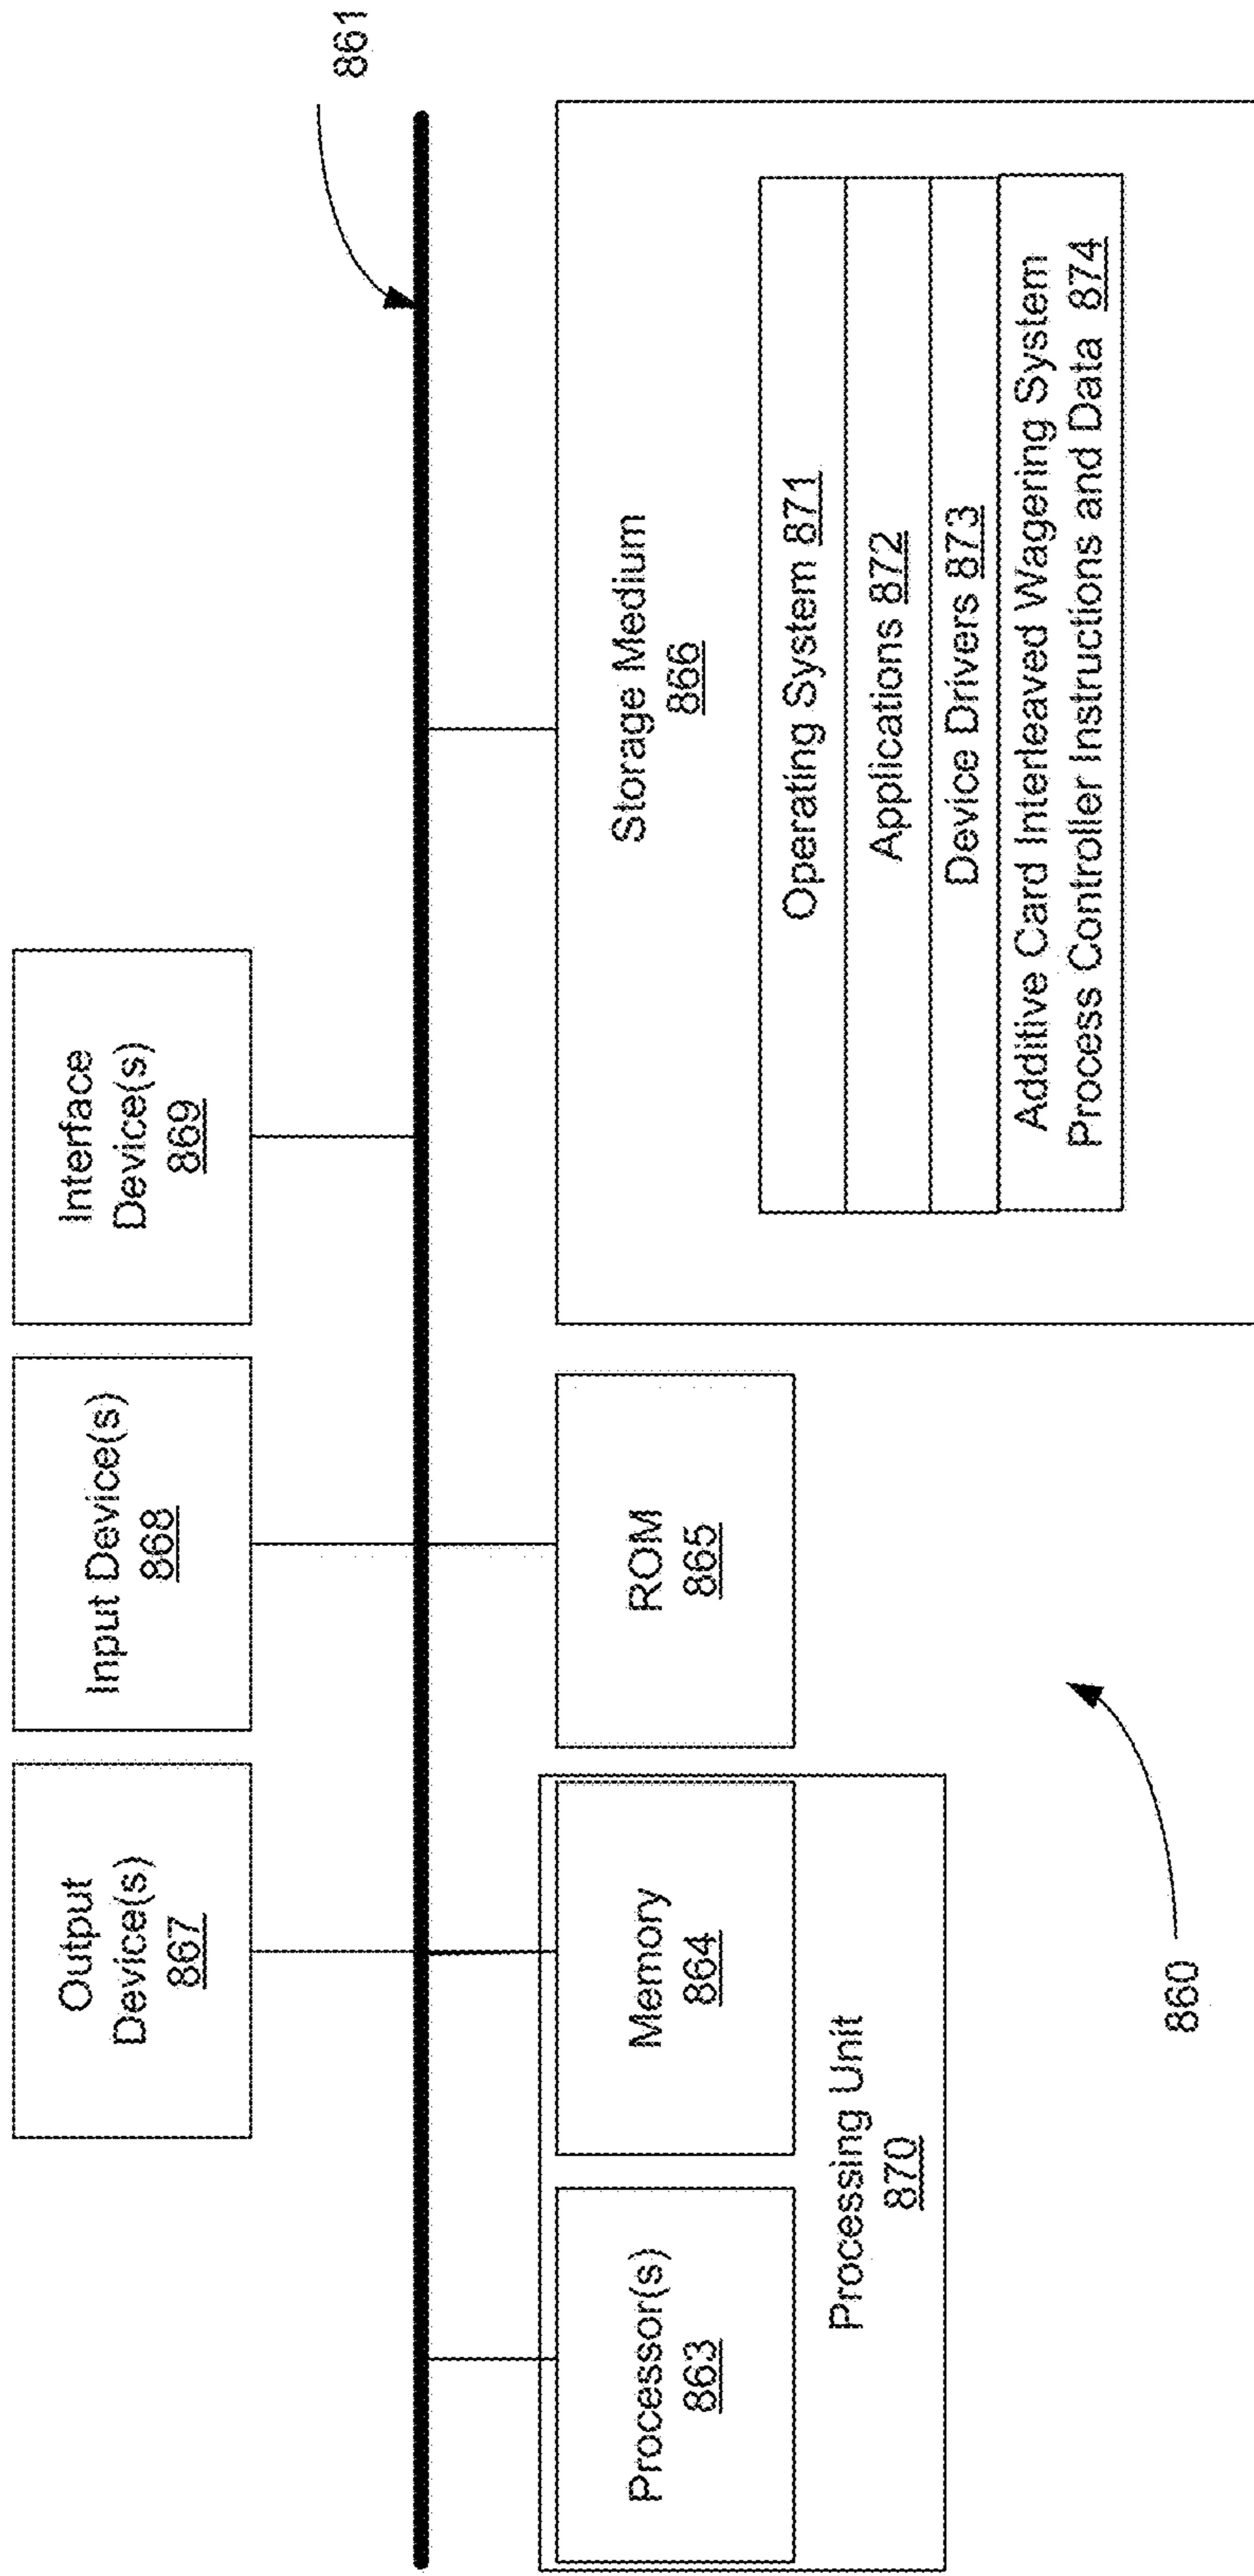 861
Output
Device(s)
867
Input Device(s)
868
Interface
Device(s)
869
Processor(s)
863
Memory
864
Processing Unit
870
ROM
865
Storage Medium
866
Operating System 871
Applications 872
Device Drivers 873
Additive Card Interleaved Wagering System
Process Controller Instructions and Data 874
860